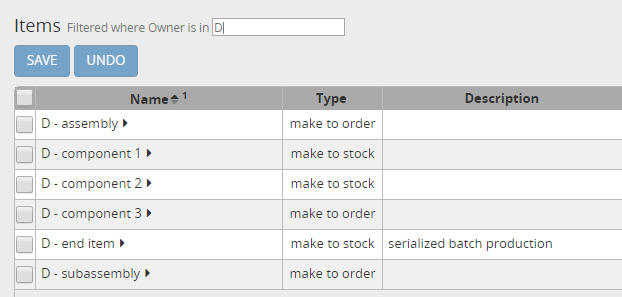 Items Filtered where Owner is in D
SAVE UNDO
Name 1 Type Description
D - assembly make to order
D - component 1 make to stock
D - component 2 make to stock
D - component 3 make to order
D - end item make to stock serialized batch production
D - subassembly make to order